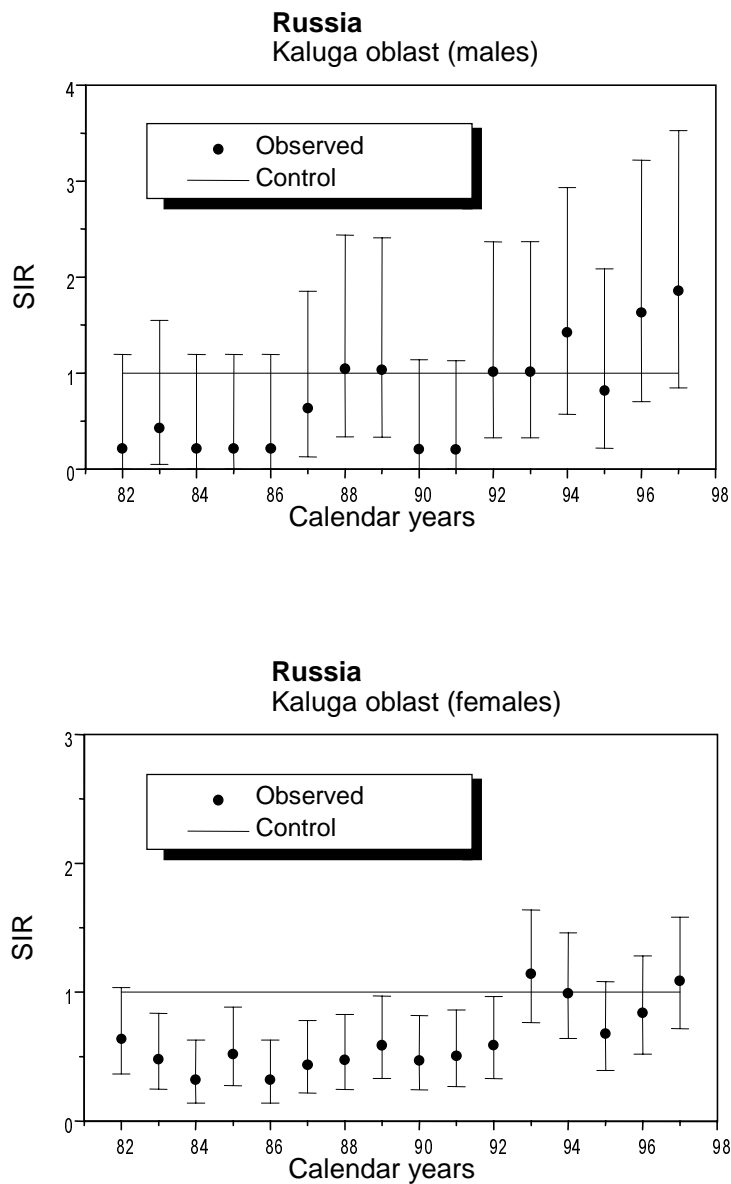 Russia
Kaluga oblast (males)
4
3
2
1
0
SIR
Observed
Control
82 84 86 88 90 92 94 96 98
Calendar years
Russia
Kaluga oblast (females)
3
2
1
0
SIR
Observed
Control
82 84 86 88 90 92 94 96 98
Calendar years